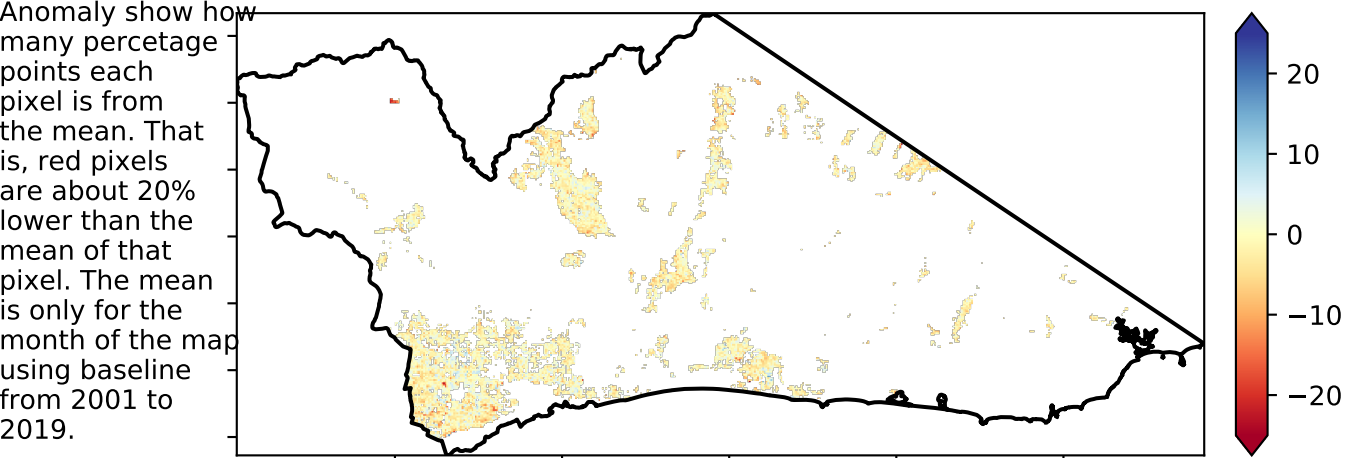 Anomaly show how
many percetage
points each
pixel is from
the mean. That
is, red pixels
are about 20%
lower than the
mean of that
pixel. The mean
is only for the
month of the map
using baseline
from 2001 to
2019.
20
10
0
−10
−20